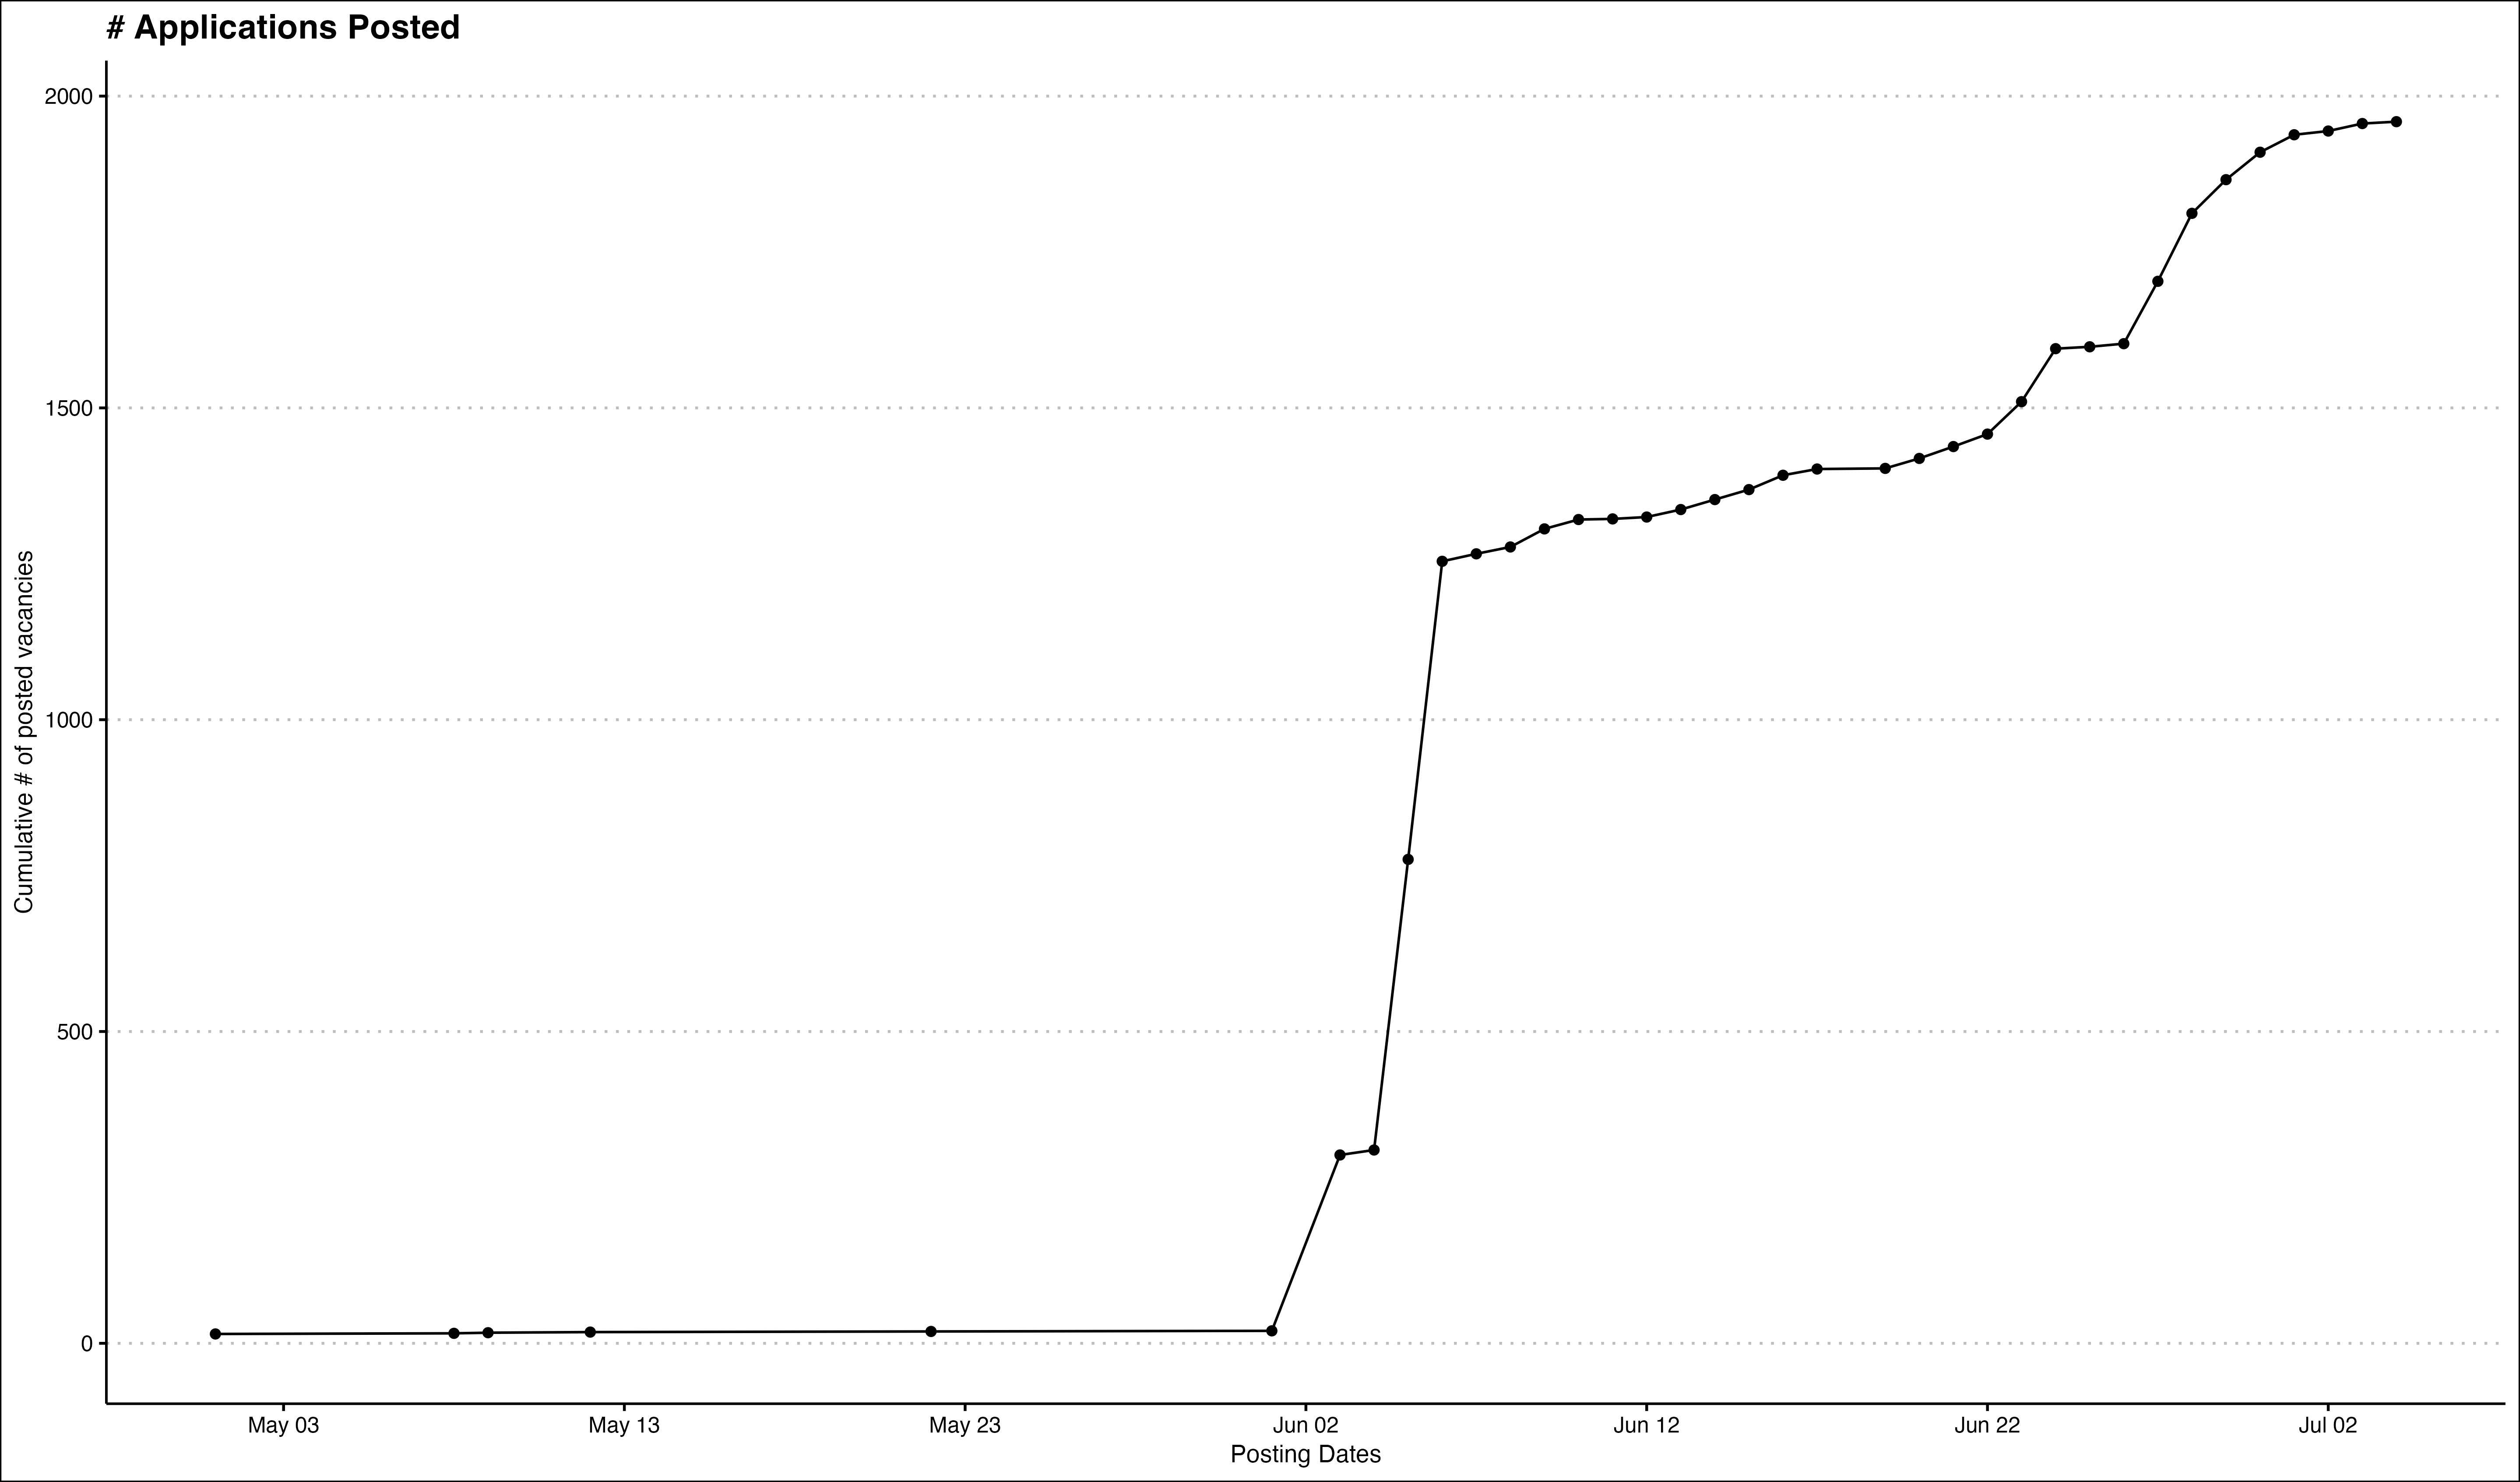 # Applications Posted
Cumulative # of posted vacancies
2000
1500
1000
500
0
May 03
May 13
May 23
Jun 02
Jun 12
Jun 22
Jul 02
Posting Dates